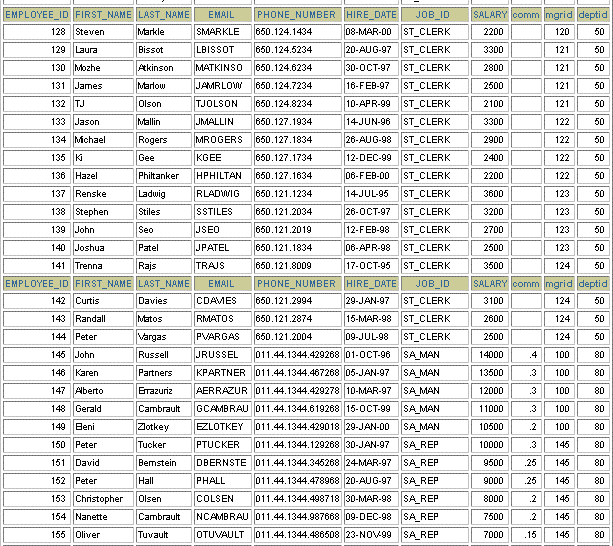 EMPLOYEE_ID FIRST_NAME LAST_NAME EMAIL PHONE_NUMBER HIRE_DATE JOB_ID SALARY comm mgrid deptid
128 Steven Markle SMARKLE 650.124.1434 08-MAR-00 ST_CLERK 2200 120 50
129 Laura Bissot LBISSOT 650.124.5234 20-AUG-97 ST_CLERK 3300 121 50
130 Mozhe Atkinson MATKINSO 650.124.6234 30-OCT-97 ST_CLERK 2800 121 50
131 James Marlow JAMRLOW 650.124.7234 16-FEB-97 ST_CLERK 2500 121 50
132 TJ Olson TJOLSON 650.124.8234 10-APR-99 ST_CLERK 2100 121 50
133 Jason Mallin JMALLIN 650.127.1934 14-JUN-96 ST_CLERK 3300 122 50
134 Michael Rogers MROGERS 650.127.1834 26-AUG-98 ST_CLERK 2900 122 50
135 Ki Gee KGEE 650.127.1734 12-DEC-99 ST_CLERK 2400 122 50
136 Hazel Philtanker HPHILTAN 650.127.1634 06-FEB-00 ST_CLERK 2200 122 50
137 Renske Ladwig RLADWIG 650.121.1234 14-JUL-95 ST_CLERK 3600 123 50
138 Stephen Stiles SSTILES 650.121.2034 26-OCT-97 ST_CLERK 3200 123 50
139 John Seo JSEO 650.121.2019 12-FEB-98 ST_CLERK 2700 123 50
140 Joshua Patel JPATEL 650.121.1834 06-APR-98 ST_CLERK 2500 123 50
141 Trenna Rajs TRAJS 650.121.8009 17-OCT-95 ST_CLERK 3500 124 50
EMPLOYEE_ID FIRST_NAME LAST_NAME EMAIL PHONE_NUMBER HIRE_DATE JOB_ID SALARY comm mgrid deptid
142 Curtis Davies CDAVIES 650.121.2994 29-JAN-97 ST_CLERK 3100 124 50
143 Randall Matos RMATOS 650.121.2874 15-MAR-98 ST_CLERK 2600 124 50
144 Peter Vargas PVARGAS 650.121.2004 09-JUL-98 ST_CLERK 2500 124 50
145 John Russell JRUSSEL 011.44.1344.429268 01-OCT-96 SA_MAN 14000 .4 100 80
146 Karen Partners KPARTNER 011.44.1344.467268 05-JAN-97 SA_MAN 13500 .3 100 80
147 Alberto Errazuriz AERRAZUR 011.44.1344.429278 10-MAR-97 SA_MAN 12000 .3 100 80
148 Gerald Cambrault GCAMBRAU 011.44.1344.619268 15-OCT-99 SA_MAN 11000 .3 100 80
149 Eleni Zlotkey EZLOTKEY 011.44.1344.429018 29-JAN-00 SA_MAN 10500 .2 100 80
150 Peter Tucker PTUCKER 011.44.1344.129268 30-JAN-97 SA_REP 10000 .3 145 80
151 David Bernstein DBERNSTE 011.44.1344.345268 24-MAR-97 SA_REP 9500 .25 145 80
152 Peter Hall PHALL 011.44.1344.478968 20-AUG-97 SA_REP 9000 .25 145 80
153 Christopher Olsen COLSEN 011.44.1344.498718 30-MAR-98 SA_REP 8000 .2 145 80
154 Nanette Cambrault NCAMBRAU 011.44.1344.987668 09-DEC-98 SA_REP 7500 .2 145 80
155 Oliver Tuvault OTUVAULT 011.44.1344.486508 23-NOV-99 SA_REP 7000 .15 145 80